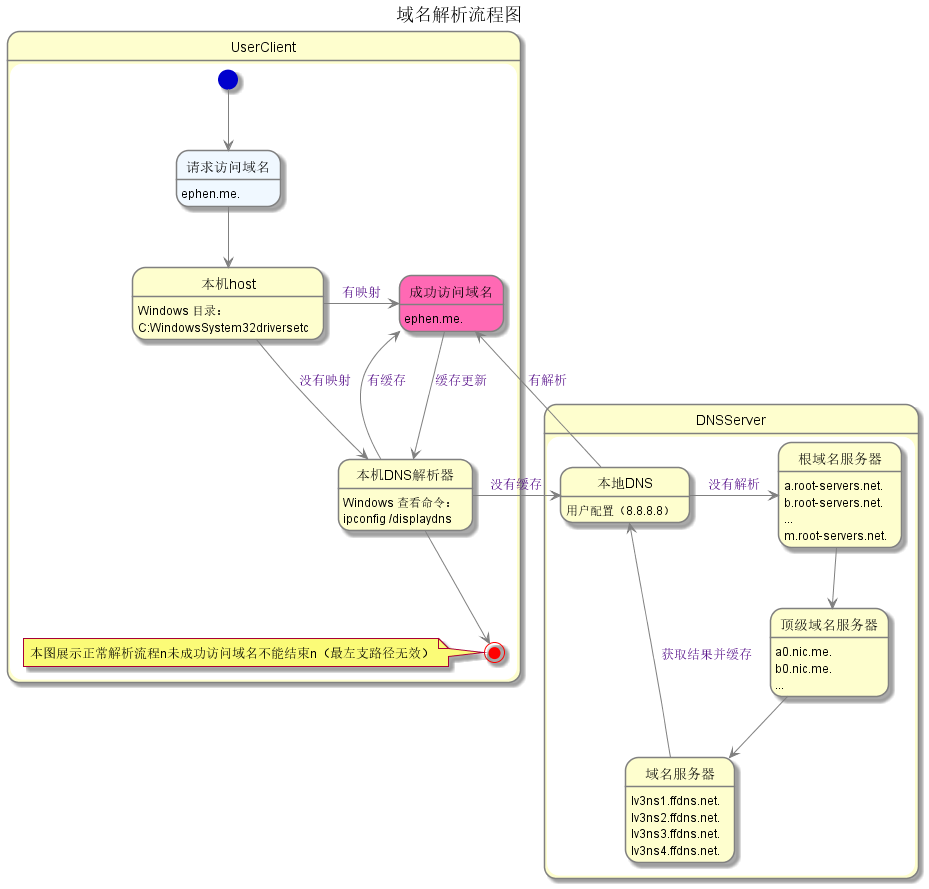 域名解析流程图
UserClient
请求访问域名
ephen.me.
本机host
Windows 目录：
C:WindowsSystem32driversetc
有映射
成功访问域名
ephen.me.
没有映射
有缓存
缓存更新
有解析
本机DNS解析器
Windows 查看命令：
ipconfig /displaydns
没有缓存
本图展示正常解析流程n未成功访问域名不能结束n（最左支路径无效）
DNSServer
本地DNS
用户配置（8.8.8.8）
没有解析
根域名服务器
a.root-servers.net.
b.root-servers.net.
...
m.root-servers.net.
顶级域名服务器
a0.nic.me.
b0.nic.me.
...
获取结果并缓存
域名服务器
lv3ns1.ffdns.net.
lv3ns2.ffdns.net.
lv3ns3.ffdns.net.
lv3ns4.ffdns.net.